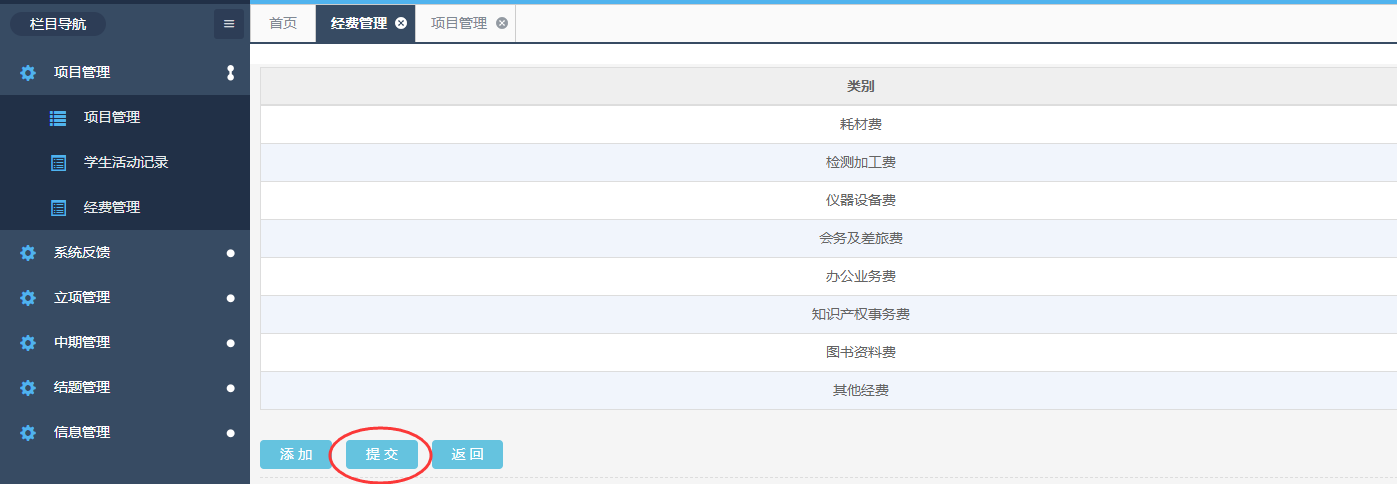 栏目导航
项目管理
项目管理
学生活动记录
经费管理
系统反馈
立项管理
中期管理
结题管理
信息管理
首页 经费管理 项目管理
类别
耗材费
检测加工费
仪器设备费
会务及差旅费
办公业务费
知识产权事务费
图书资料费
其他经费
添 加 提 交 返 回